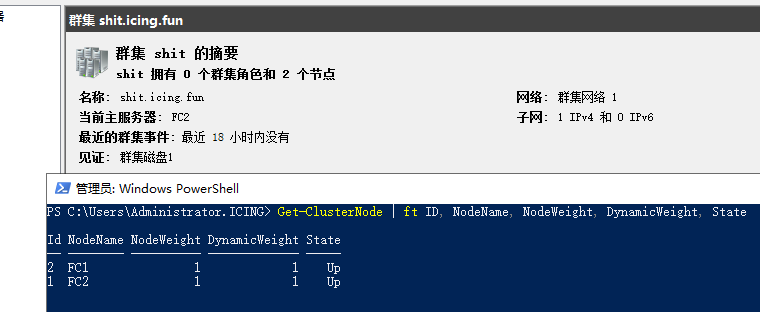 群集 shit.icing.fun
群集 shit 的摘要
shit 拥有 0 个群集角色和 2 个节点
名称: shit.icing.fun 网络: 群集网络 1
当前主服务器: FC2 子网: 1 IPv4 和 0 IPv6
最近的群集事件: 最近 18 小时内没有
见证: 群集磁盘1
管理员: Windows PowerShell
PS C:\Users\Administrator.ICING> Get-ClusterNode | ft ID, NodeName, NodeWeight, DynamicWeight, State
Id NodeName NodeWeight DynamicWeight State
-- -------- ---------- ------------- -----
2 FC1 1 1 Up
1 FC2 1 1 Up